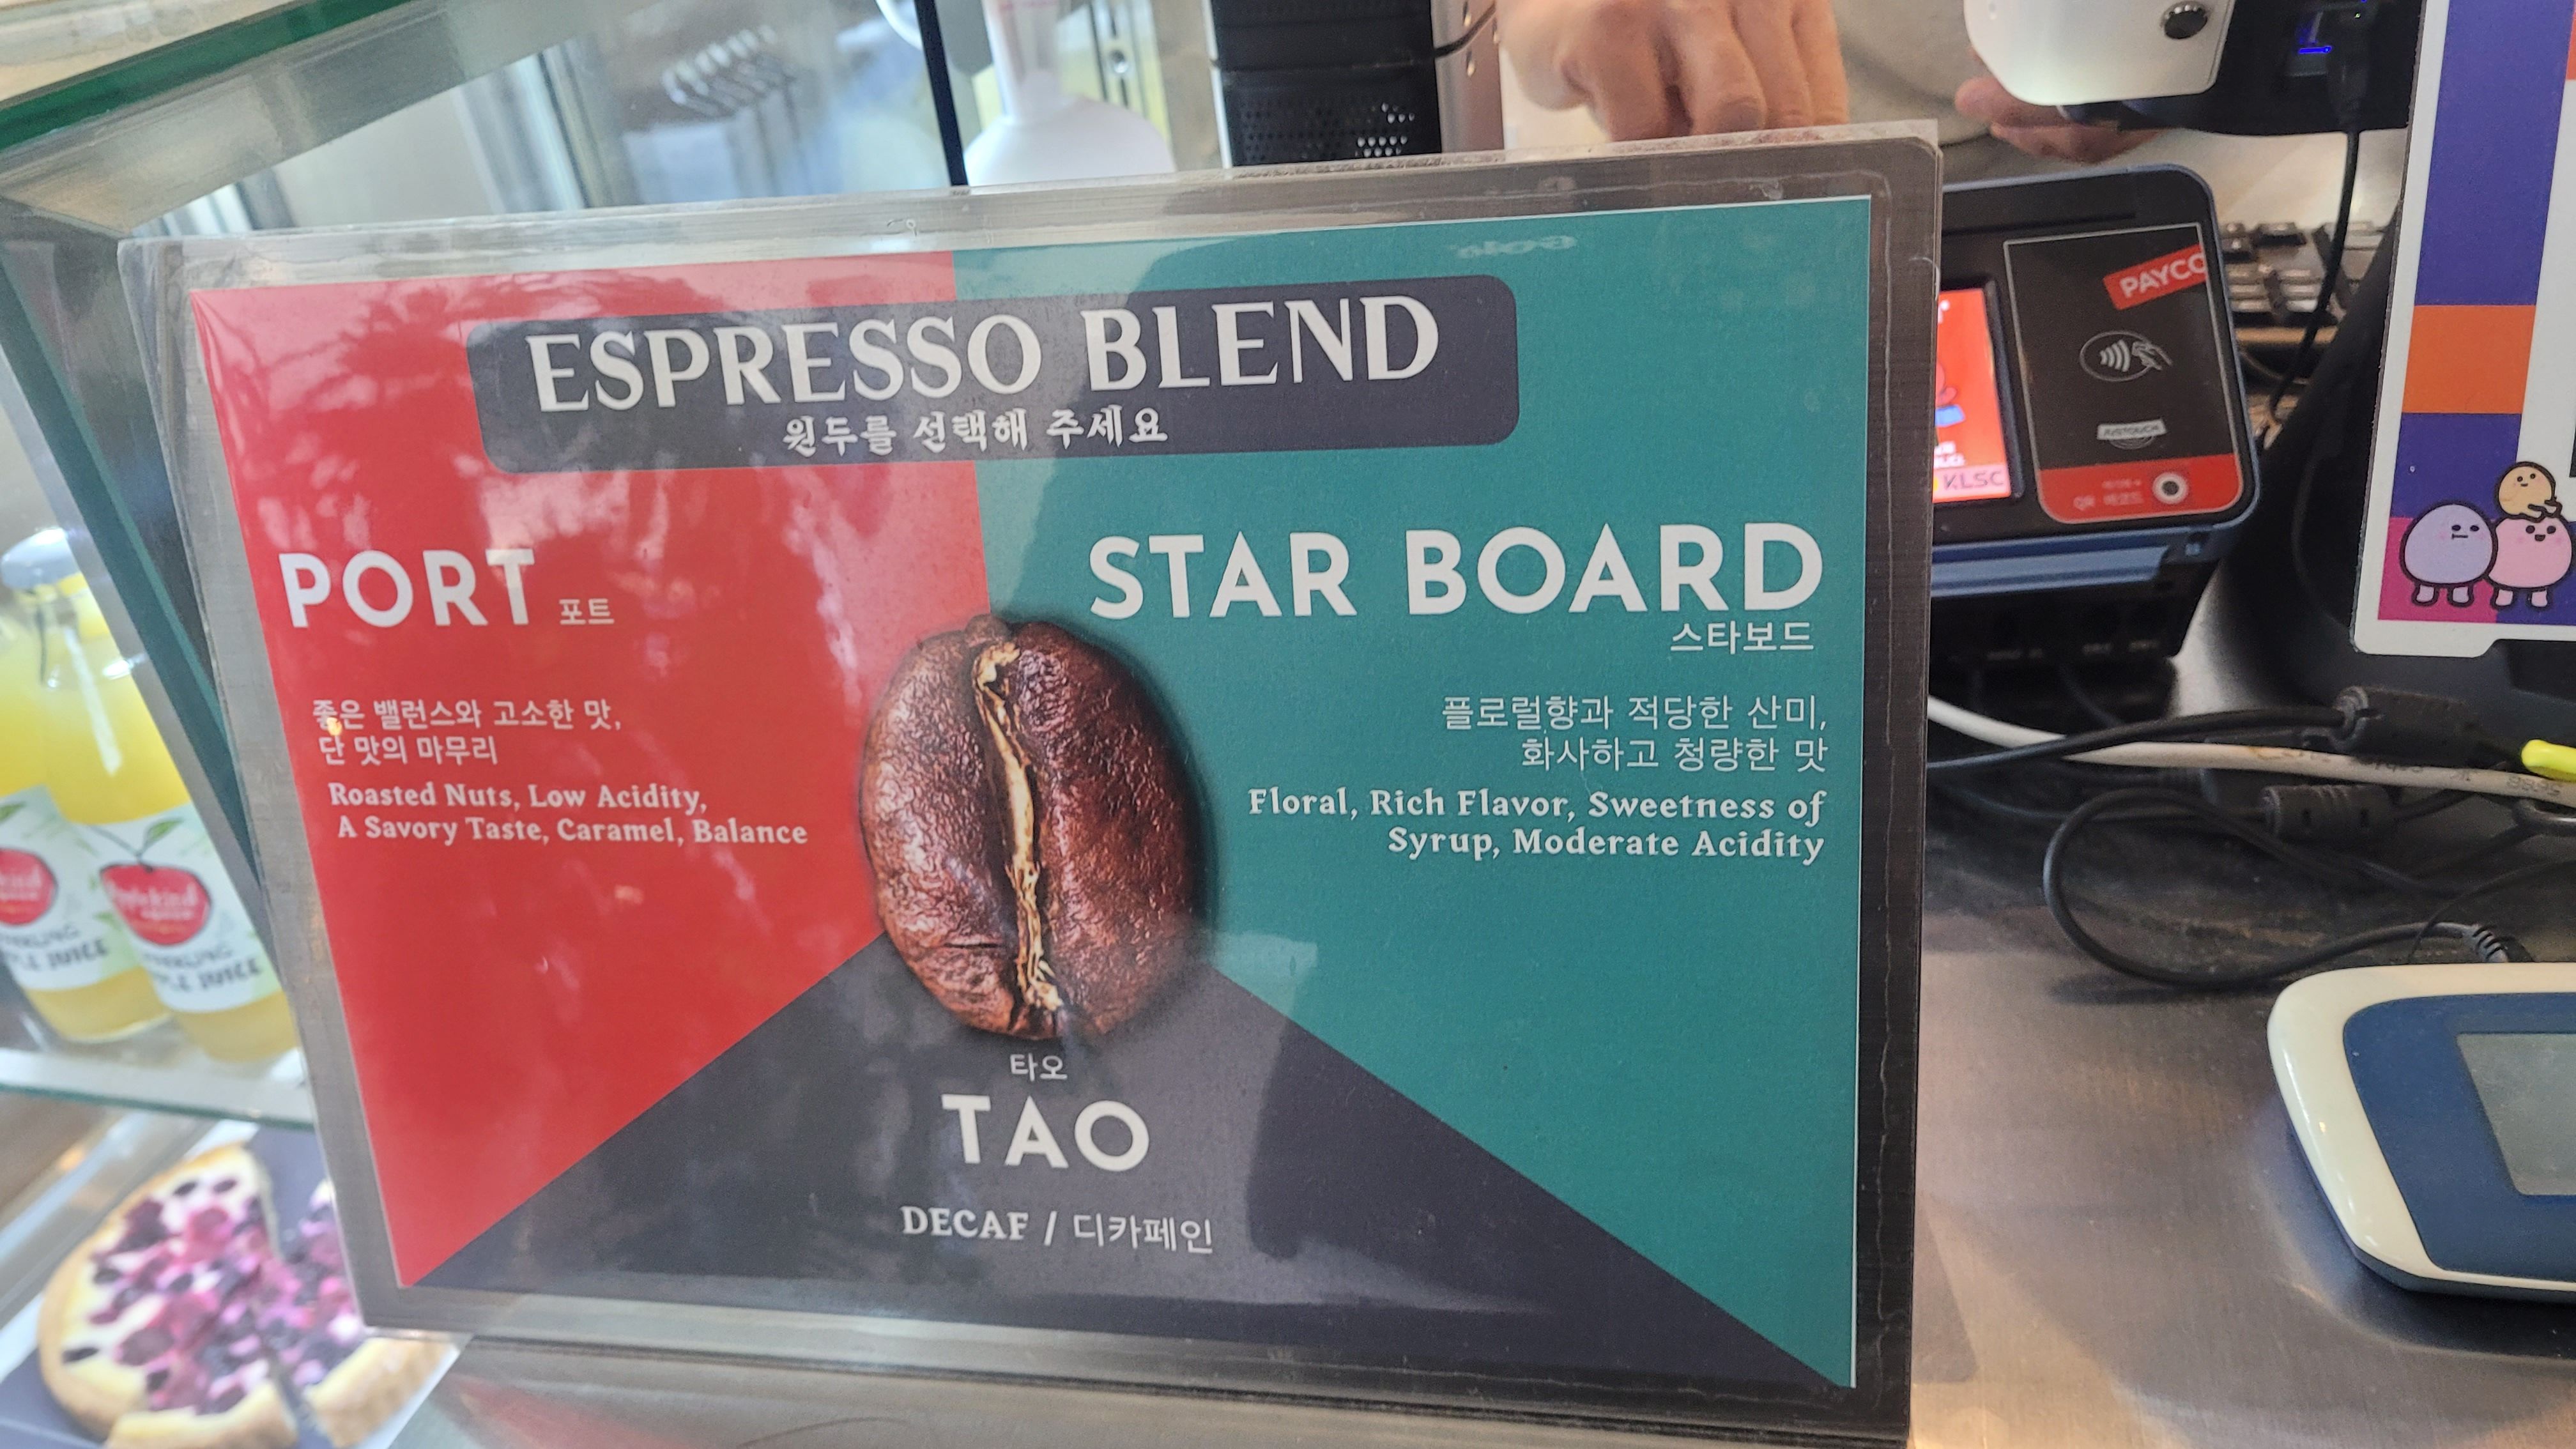 ESPRESSO BLEND
원두를 선택해 주세요
PORT 포트
좋은 밸런스와 고소한 맛,
단 맛의 마무리
Roasted Nuts, Low Acidity,
A Savory Taste, Caramel, Balance
STAR BOARD
스타보드
플로럴향과 적당한 산미,
화사하고 청량한 맛
Floral, Rich Flavor, Sweetness of
Syrup, Moderate Acidity
타오
TAO
DECAF / 디카페인
PAYCO
KLSC
JUICE